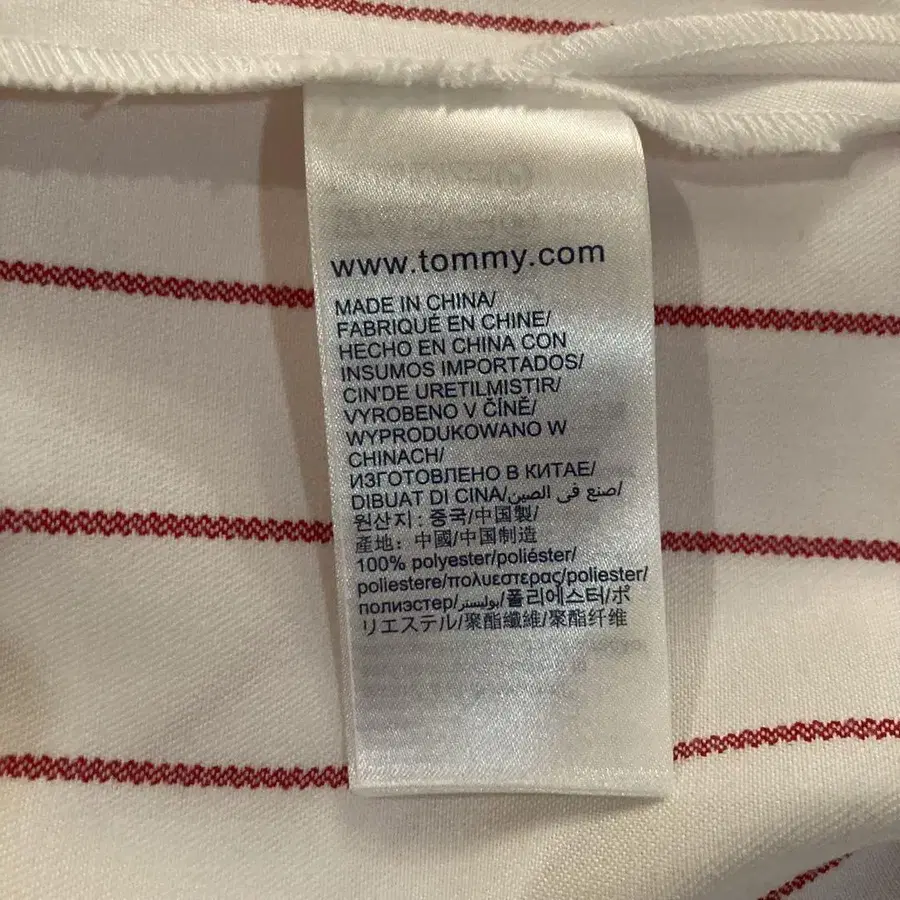 www.tommy.com
MADE IN CHINA/
FABRIQUÉ EN CHINE/
HECHO EN CHINA CON
INSUMOS IMPORTADOS/
CIN'DE URETILMISTIR/
VYROBENO V ČÍNĚ/
WYPRODUKOWANO W
CHINACH/
ИЗГОТОВЛЕНО В КИТАЕ/
DIBUAT DI CINA/صنع في الصين/
원산지: 중국/中国製/
產地: 中國/中国制造
100% polyester/poliéster/
poliestere/πολυεστερας/poliester/
полиэстер/بوليستر/폴리에스터/ポ
リエステル/聚酯纖維/聚酯纤维